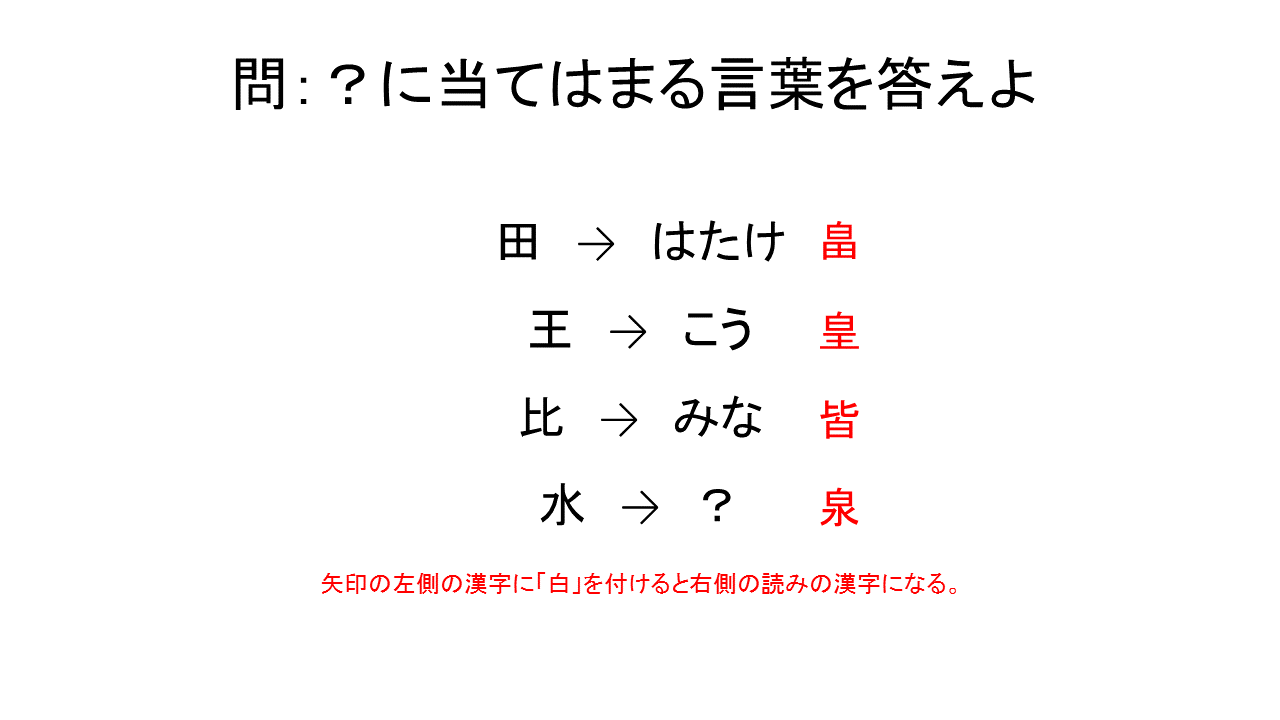 問：？に当てはまる言葉を答えよ
田 → はたけ 畠
王 → こう 皇
比 → みな 皆
水 → ？ 泉
矢印の左側の漢字に「白」を付けると右側の読みの漢字になる。